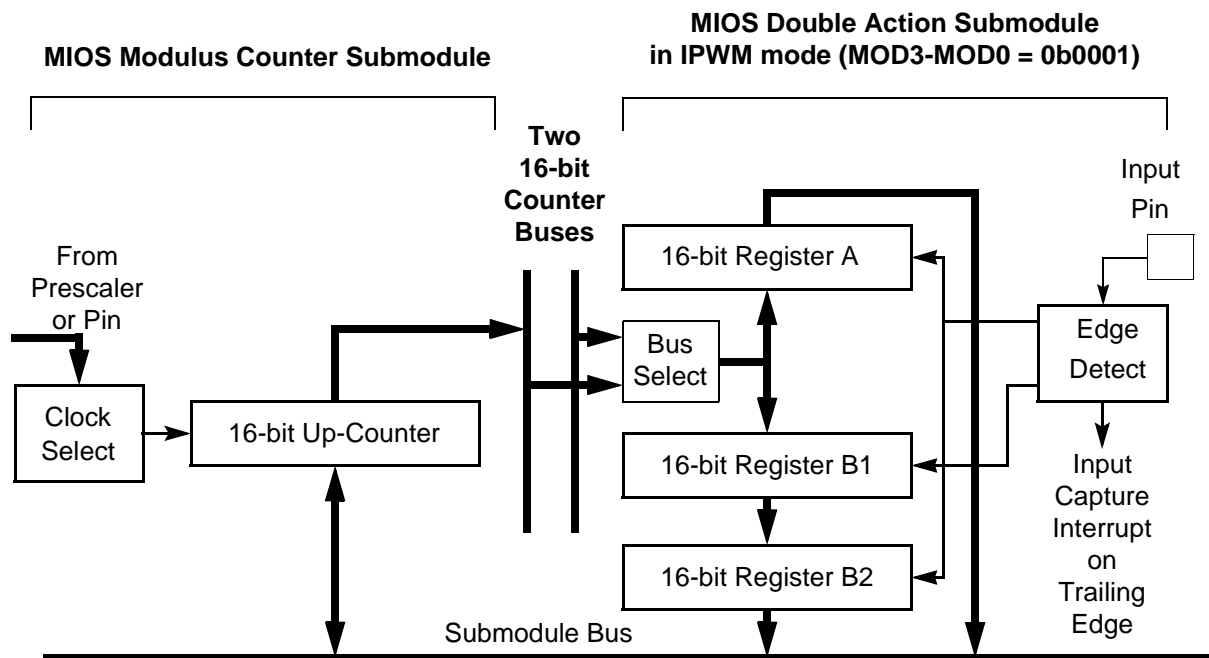 MIOS Modulus Counter Submodule
MIOS Double Action Submodule
in IPWM mode (MOD3-MOD0 = 0b0001)
Two
16-bit
Counter
Buses
Input
Pin
From
Prescaler
or Pin
16-bit Register A
Bus
Select
Edge
Detect
Clock
Select
16-bit Up-Counter
16-bit Register B1
Input
Capture
Interrupt
on
Trailing
Edge
16-bit Register B2
Submodule Bus